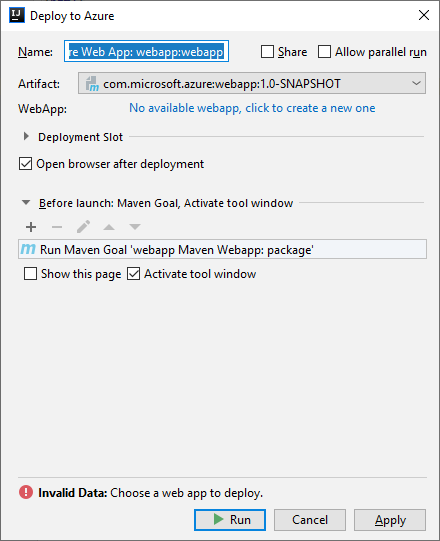 Deploy to Azure
Name: re Web App: webapp:webapp Share Allow parallel run
Artifact: com.microsoft.azure:webapp:1.0-SNAPSHOT
WebApp: No available webapp, click to create a new one
Deployment Slot
Open browser after deployment
Before launch: Maven Goal, Activate tool window
Run Maven Goal 'webapp Maven Webapp: package'
Show this page Activate tool window
Invalid Data: Choose a web app to deploy.
Run Cancel Apply